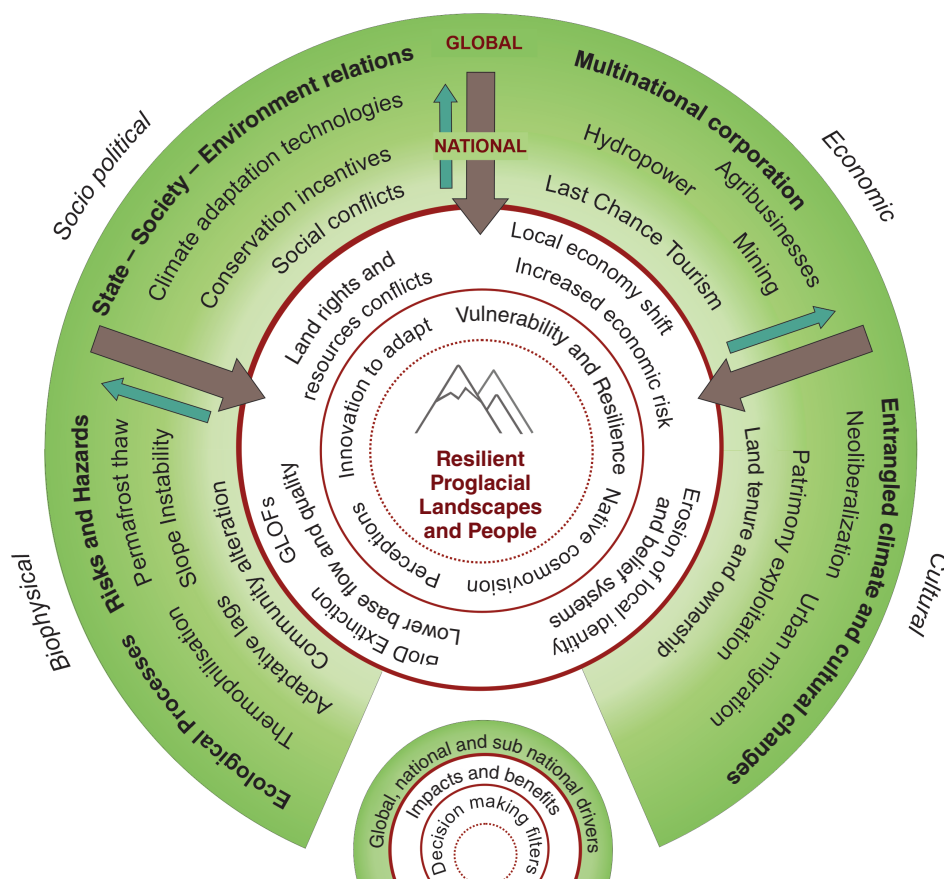 GLOBAL
NATIONAL
Socio political
State – Society – Environment relations
Climate adaptation technologies
Conservation incentives
Social conflicts
Economic
Multinational corporation
Hydropower
Agribusinesses
Mining
Last Chance Tourism
Cultural
Entrangled climate and cultural changes
Neoliberalization
Patrimony exploitation
Urban migration
Land tenure and ownership
Biophysical
Risks and Hazards
Ecological Processes
Permafrost thaw
Slope Instability
Thermophilisation
Adaptative lags
Community alteration
Land rights and
resources conflicts
Local economy shift
Increased economic risk
Erosion of local identity
and belief systems
GLOFs
Lower base flow and quality
BioD Extinction
Innovation to adapt
Vulnerability and Resilience
Native cosmovision
Perceptions
Resilient
Proglacial
Landscapes
and People
Global, national and sub national drivers
Impacts and benefits
Decision making filters